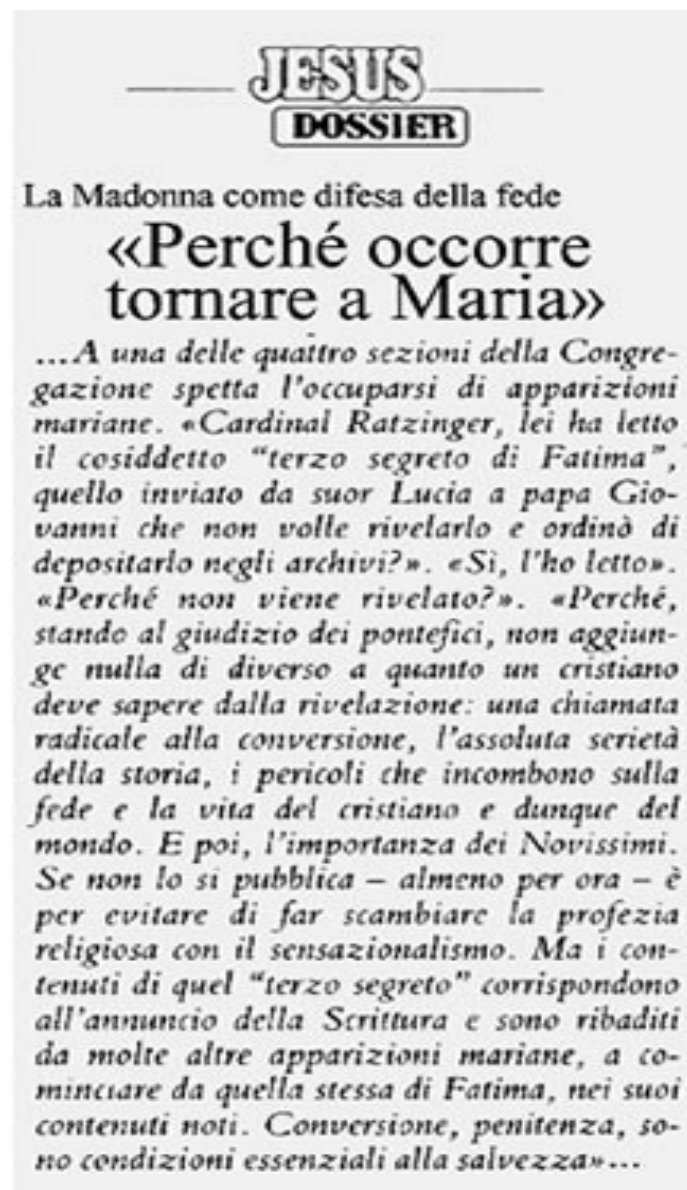 JESUS
DOSSIER
La Madonna come difesa della fede
«Perché occorre
tornare a Maria»
...A una delle quattro sezioni della Congre-
gazione spetta l'occuparsi di apparizioni
mariane. «Cardinal Ratzinger, lei ha letto
il cosiddetto “terzo segreto di Fatima”,
quello inviato da suor Lucia a papa Gio-
vanni che non volle rivelarlo e ordinò di
depositarlo negli archivi?». «Sì, l'ho letto».
«Perché non viene rivelato?». «Perché,
stando al giudizio dei pontefici, non aggiun-
ge nulla di diverso a quanto un cristiano
deve sapere dalla rivelazione: una chiamata
radicale alla conversione, l'assoluta serietà
della storia, i pericoli che incombono sulla
fede e la vita del cristiano e dunque del
mondo. E poi, l'importanza dei Novissimi.
Se non lo si pubblica – almeno per ora – è
per evitare di far scambiare la profezia
religiosa con il sensazionalismo. Ma i con-
tenuti di quel “terzo segreto” corrispondono
all'annuncio della Scrittura e sono ribaditi
da molte altre apparizioni mariane, a co-
minciare da quella stessa di Fatima, nei suoi
contenuti noti. Conversione, penitenza, so-
no condizioni essenziali alla salvezza»...